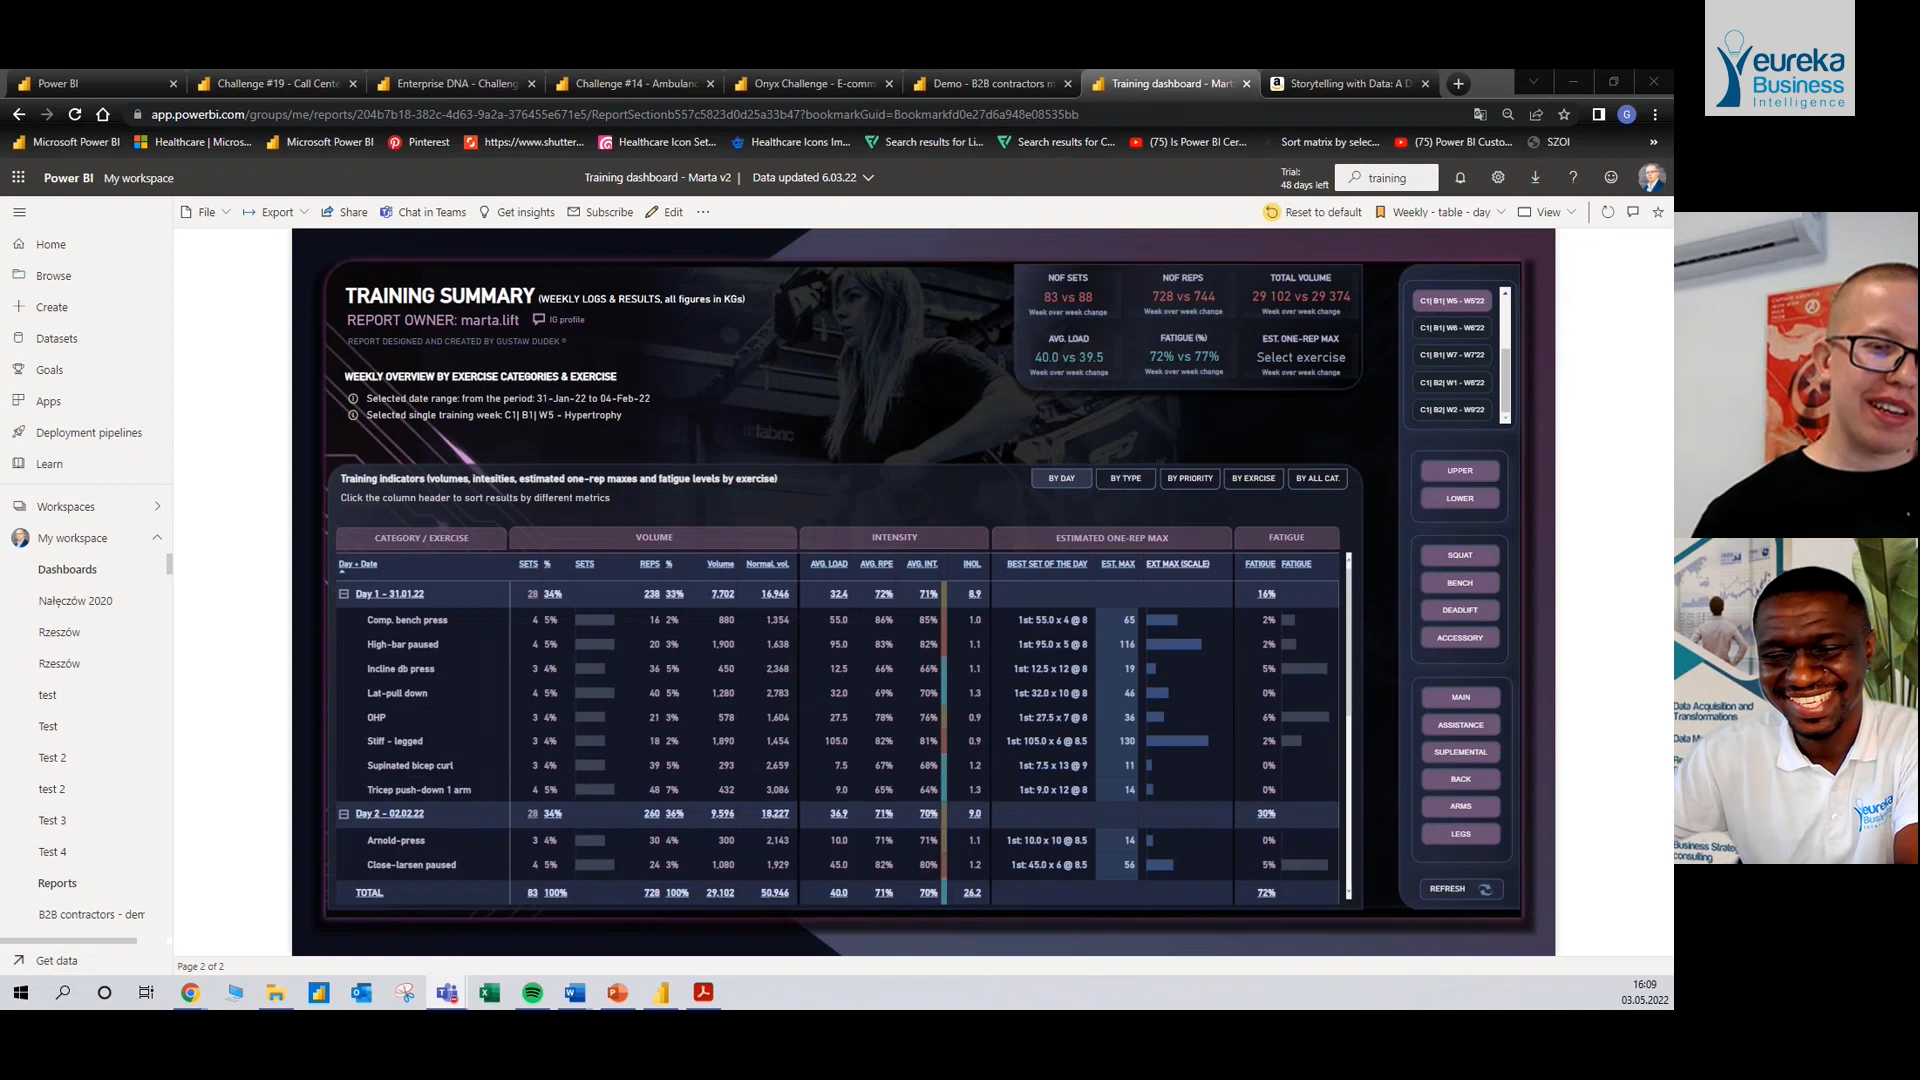 eureka
Business
Intelligence
Power BI
Challenge #19 - Call Cente
Enterprise DNA - Challeng
Challenge #14 - Ambulanc
Onyx Challenge - E-comm
Demo - B2B contractors m
Training dashboard - Mart
Storytelling with Data: A D
app.powerbi.com/groups/me/reports/204b7b18-382c-4d63-9a2a-376455e671e5/ReportSectionb557c5823d0d25a33b47?bookmarkGuid=Bookmarkfd0e27d6a948e08535bb
G
Microsoft Power BI
Healthcare | Micros...
Microsoft Power BI
Pinterest
https://www.shutter...
Healthcare Icon Set...
Healthcare Icons Im...
Search results for Li...
Search results for C...
(75) Is Power BI Cer...
Sort matrix by selec...
(75) Power BI Custo...
SZOI
Power BI My workspace
Training dashboard - Marta v2 | Data updated 6.03.22
Trial:
48 days left
training
File
Export
Share
Chat in Teams
Get insights
Subscribe
Edit
Reset to default
Weekly - table - day
View
Home
Browse
Create
Datasets
Goals
Apps
Deployment pipelines
Learn
Workspaces
My workspace
Dashboards
Nałęczów 2020
Rzeszów
Rzeszów
test
Test
Test 2
test 2
Test 3
Test 4
Reports
B2B contractors - dem
Get data
TRAINING SUMMARY (WEEKLY LOGS & RESULTS, all figures in KGs)
REPORT OWNER: marta.lift IG profile
REPORT DESIGNED AND CREATED BY GUSTAW DUDEK ®
WEEKLY OVERVIEW BY EXERCISE CATEGORIES & EXERCISE
Selected date range: from the period: 31-Jan-22 to 04-Feb-22
Selected single training week: C1| B1| W5 - Hypertrophy
NOF SETS NOF REPS TOTAL VOLUME
83 vs 88 728 vs 744 29 102 vs 29 374
Week over week change Week over week change Week over week change
AVG. LOAD FATIGUE (%) EST. ONE-REP MAX
40.0 vs 39.5 72% vs 77% Select exercise
Week over week change Week over week change Week over week change
Training indicators (volumes, intesities, estimated one-rep maxes and fatigue levels by exercise)
Click the column header to sort results by different metrics
BY DAY BY TYPE BY PRIORITY BY EXRCISE BY ALL CAT.
CATEGORY / EXERCISE VOLUME INTENSITY ESTIMATED ONE-REP MAX FATIGUE
Day + Date SETS % SETS REPS % Volume Normal. vol. AVG. LOAD AVG. RPE AVG. INT. INOL BEST SET OF THE DAY EST. MAX EXT MAX (SCALE) FATIGUE FATIGUE
Day 1 - 31.01.22 28 34% 238 33% 7,702 16,946 32.4 72% 71% 8.9 16%
Comp. bench press 4 5% 16 2% 880 1,354 55.0 86% 85% 1.0 1st: 55.0 x 4 @ 8 65 2%
High-bar paused 4 5% 20 3% 1,900 1,638 95.0 83% 82% 1.1 1st: 95.0 x 5 @ 8 116 2%
Incline db press 3 4% 36 5% 450 2,368 12.5 66% 66% 1.1 1st: 12.5 x 12 @ 8 19 5%
Lat-pull down 4 5% 40 5% 1,280 2,783 32.0 69% 70% 1.3 1st: 32.0 x 10 @ 8 46 0%
OHP 3 4% 21 3% 578 1,604 27.5 78% 76% 0.9 1st: 27.5 x 7 @ 8 36 6%
Stiff - legged 3 4% 18 2% 1,890 1,454 105.0 82% 81% 0.9 1st: 105.0 x 6 @ 8.5 130 2%
Supinated bicep curl 3 4% 39 5% 293 2,659 7.5 67% 68% 1.2 1st: 7.5 x 13 @ 9 11 0%
Tricep push-down 1 arm 4 5% 48 7% 432 3,086 9.0 65% 64% 1.3 1st: 9.0 x 12 @ 8 14 0%
Day 2 - 02.02.22 28 34% 260 36% 9,596 18,227 36.9 71% 70% 9.0 30%
Arnold-press 3 4% 30 4% 300 2,143 10.0 71% 71% 1.1 1st: 10.0 x 10 @ 8.5 14 0%
Close-larsen paused 4 5% 24 3% 1,080 1,929 45.0 82% 80% 1.2 1st: 45.0 x 6 @ 8.5 56 5%
TOTAL 83 100% 728 100% 29,102 50,946 40.0 71% 70% 26.2 72%
C1| B1| W5 - W5'22
C1| B1| W6 - W6'22
C1| B1| W7 - W7'22
C1| B2| W1 - W8'22
C1| B2| W2 - W9'22
UPPER
LOWER
SQUAT
BENCH
DEADLIFT
ACCESSORY
MAIN
ASSISTANCE
SUPLEMENTAL
BACK
ARMS
LEGS
REFRESH
Page 2 of 2
16:09
03.05.2022
Data Acquisition and
Transformations
Business Strate
consulting
eureka